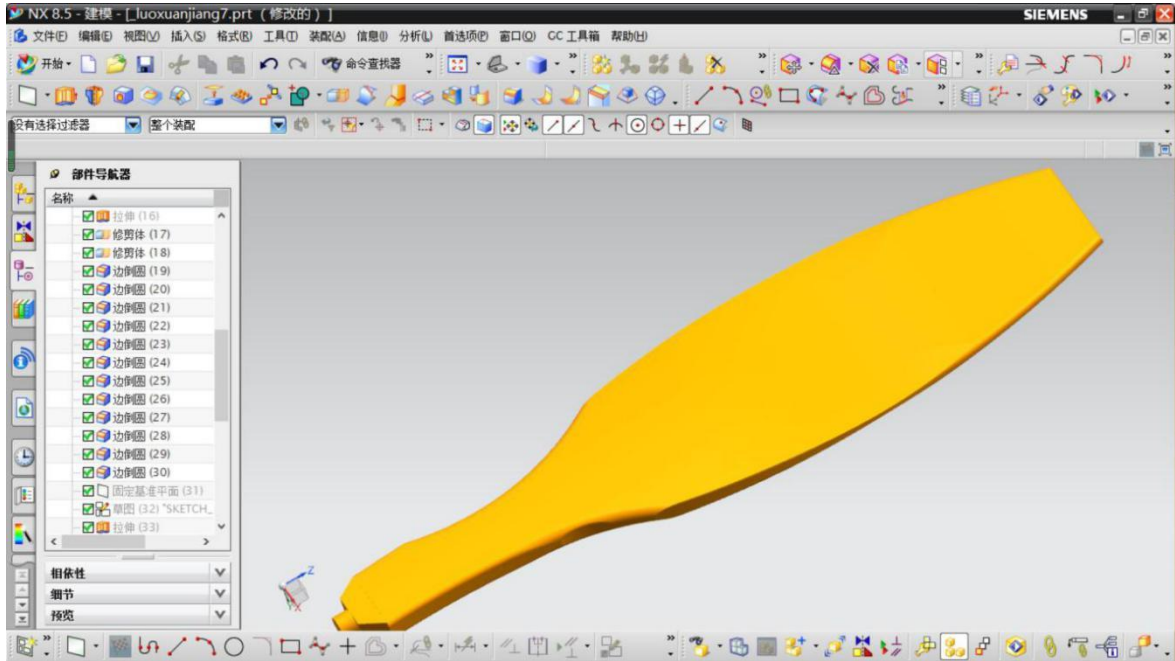 NX 8.5 - 建模 - [_luoxuanjiang7.prt （修改的） ]
SIEMENS
文件(F) 编辑(E) 视图(V) 插入(S) 格式(R) 工具(T) 装配(A) 信息(I) 分析(L) 首选项(P) 窗口(O) GC 工具箱 帮助(H)
开始 命令查找器
没有选择过滤器 整个装配
部件导航器
名称
拉伸 (16)
修剪体 (17)
修剪体 (18)
边倒圆 (19)
边倒圆 (20)
边倒圆 (21)
边倒圆 (22)
边倒圆 (23)
边倒圆 (24)
边倒圆 (25)
边倒圆 (26)
边倒圆 (27)
边倒圆 (28)
边倒圆 (29)
边倒圆 (30)
固定基准平面 (31)
草图 (32) "SKETCH_
拉伸 (33)
相依性
细节
预览
Z
X